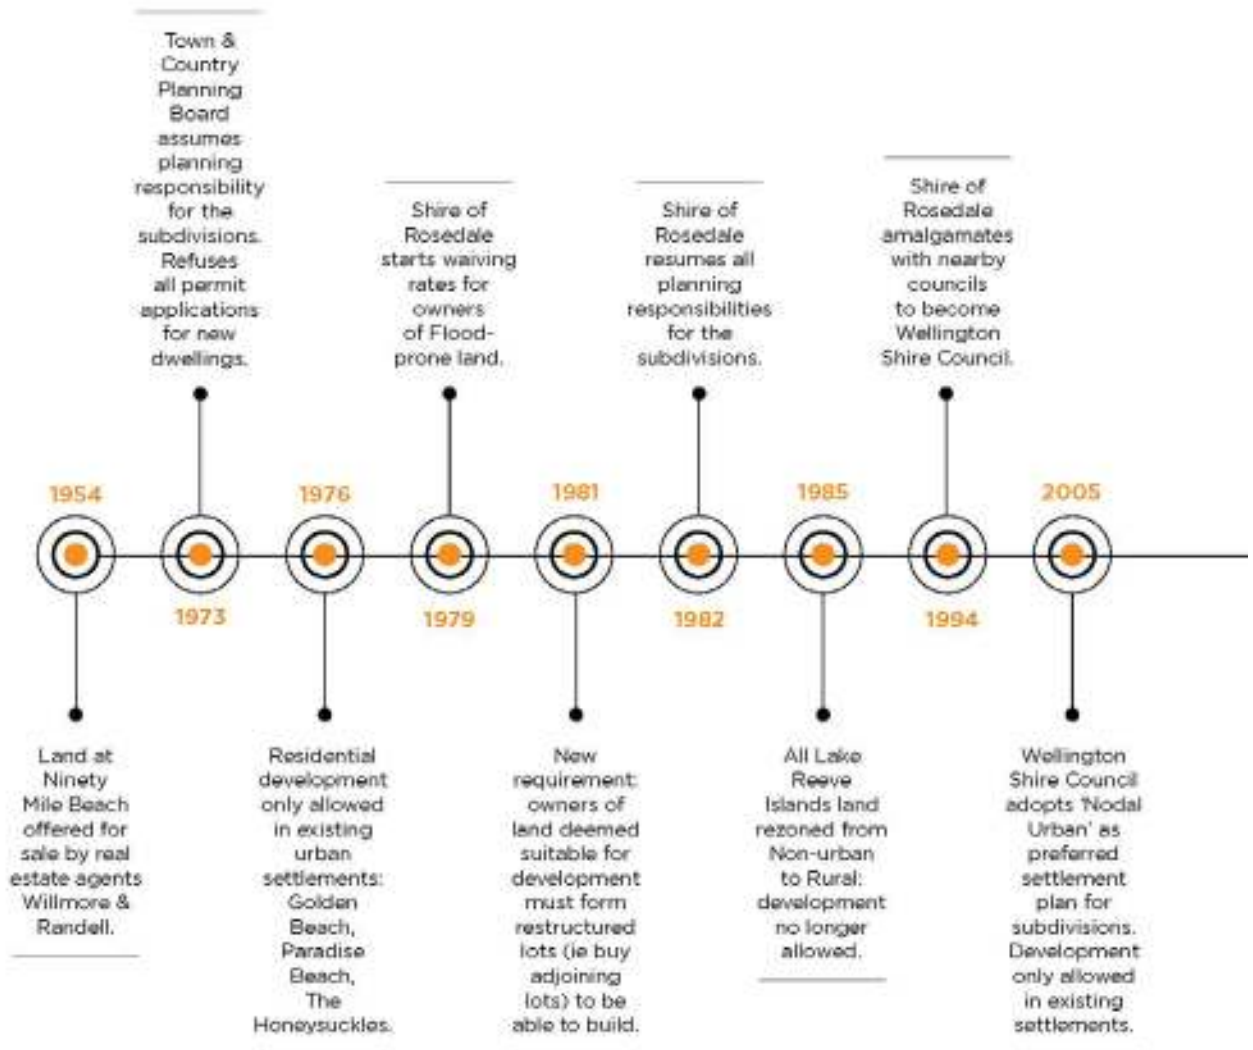 Town &
Country
Planning
Board
assumes
planning
responsibility
for the
subdivisions.
Refuses
all permit
applications
for new
dwellings.
Shire of
Rosedale
starts waiving
rates for
owners
of Flood-
prone land.
Shire of
Rosedale
resumes all
planning
responsibilities
for the
subdivisions.
Shire of
Rosedale
amalgamates
with nearby
councils
to become
Wellington
Shire Council.
1954
1976
1981
1985
2005
1973
1979
1982
1994
Land at
Ninety
Mile Beach
offered for
sale by real
estate agents
Willmore &
Randell.
Residential
development
only allowed
in existing
urban
settlements:
Golden
Beach,
Paradise
Beach,
The
Honeysuckles.
New
requirement:
owners of
land deemed
suitable for
development
must form
restructured
lots (ie buy
adjoining
lots) to be
able to build.
All Lake
Reeve
Islands land
rezoned from
Non-urban
to Rural:
development
no longer
allowed.
Wellington
Shire Council
adopts 'Nodal
Urban' as
preferred
settlement
plan for
subdivisions.
Development
only allowed
in existing
settlements.